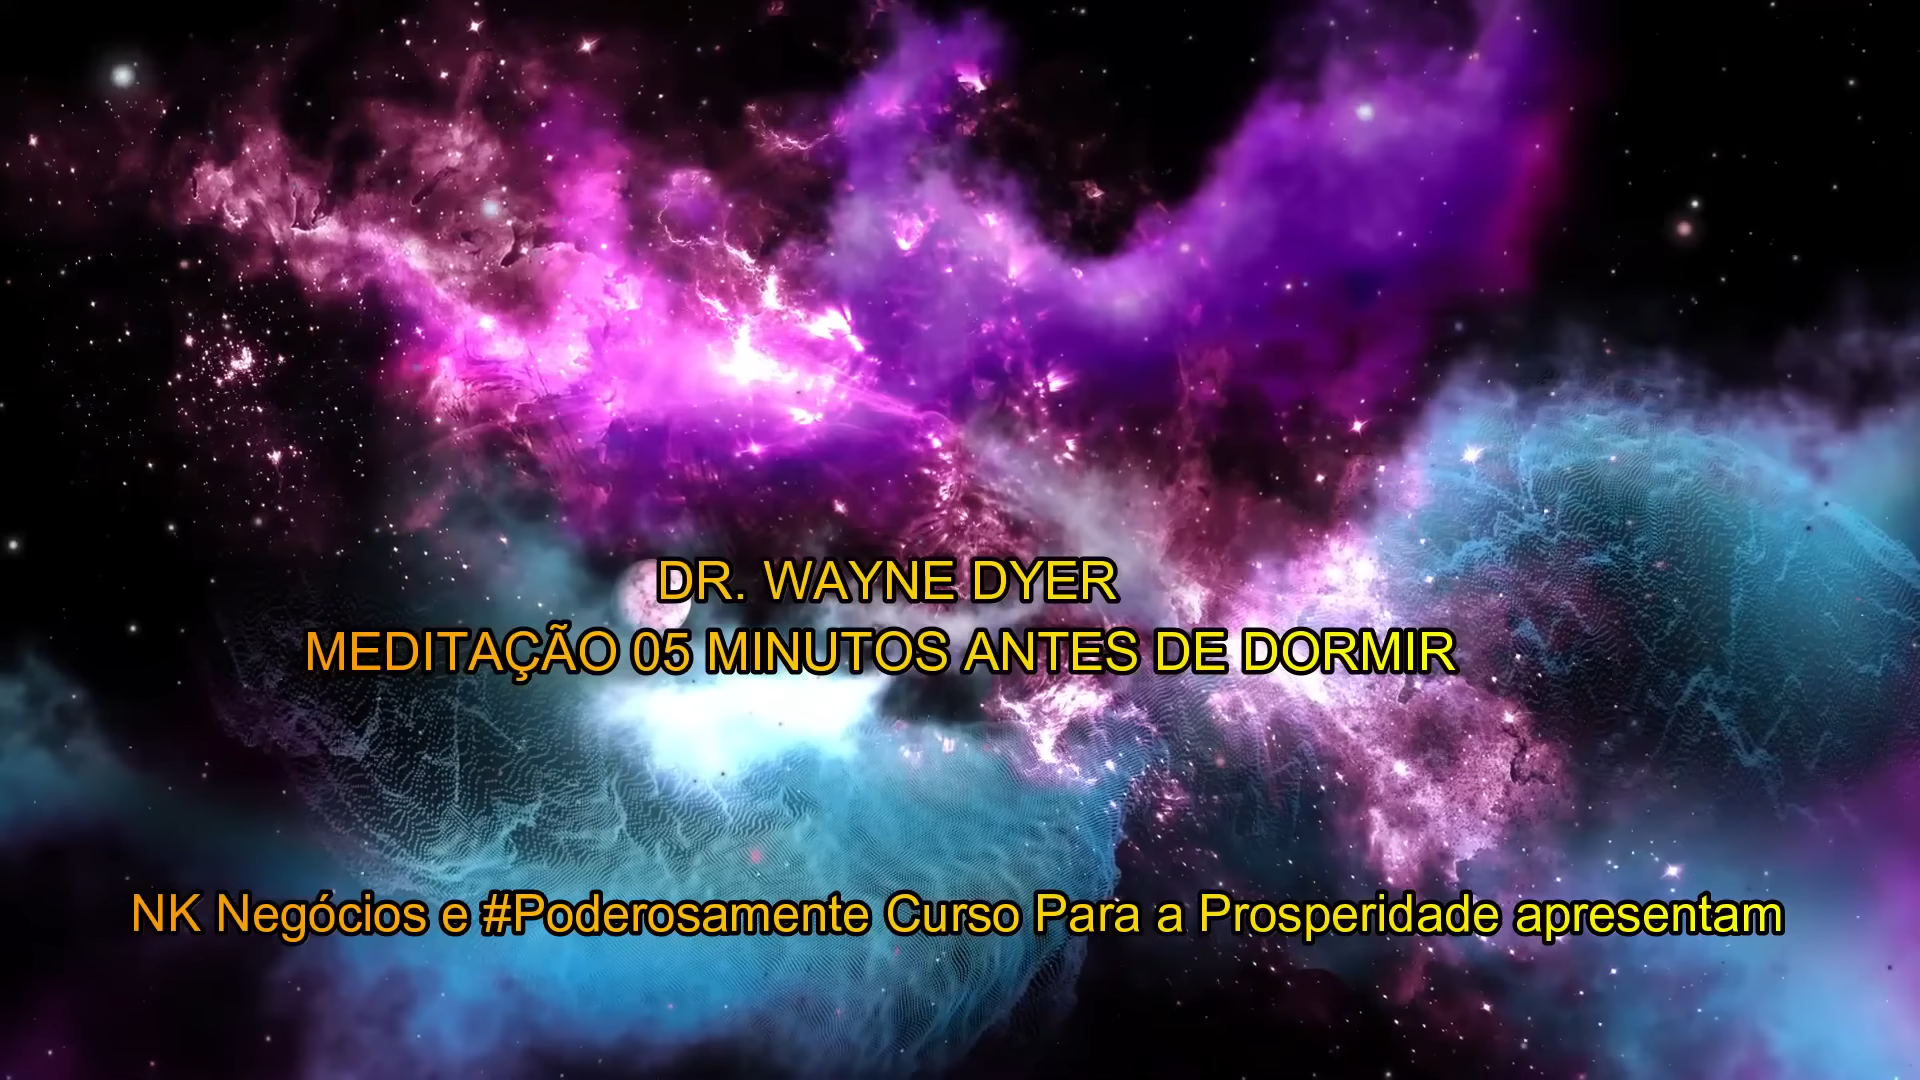 DR. WAYNE DYER
MEDITAÇÃO 05 MINUTOS ANTES DE DORMIR
NK Negócios e #Poderosamente Curso Para a Prosperidade apresentam